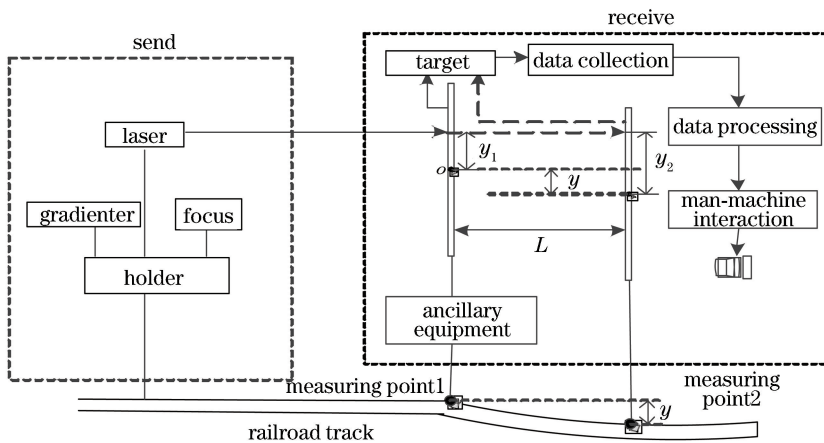 send
receive
target
data collection
laser
data processing
y₁
y₂
o
y
gradienter
focus
man-machine
interaction
L
holder
ancillary
equipment
measuring point1
measuring
point2
y
railroad track